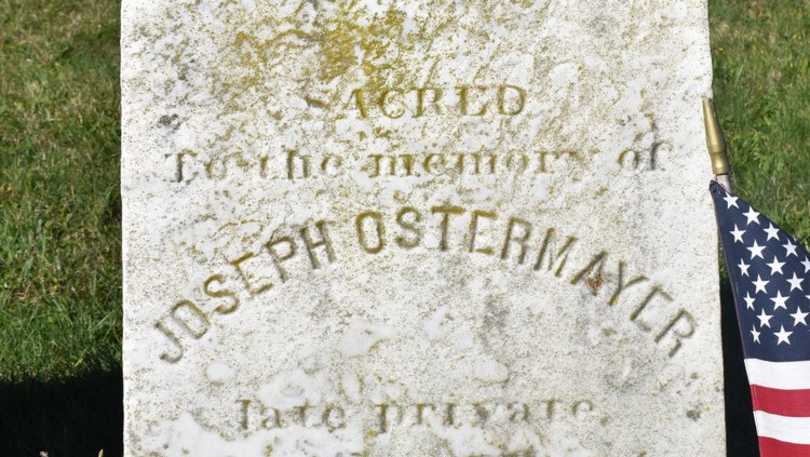 SACRED
To the memory of
JOSEPH OSTERMAYER
late private